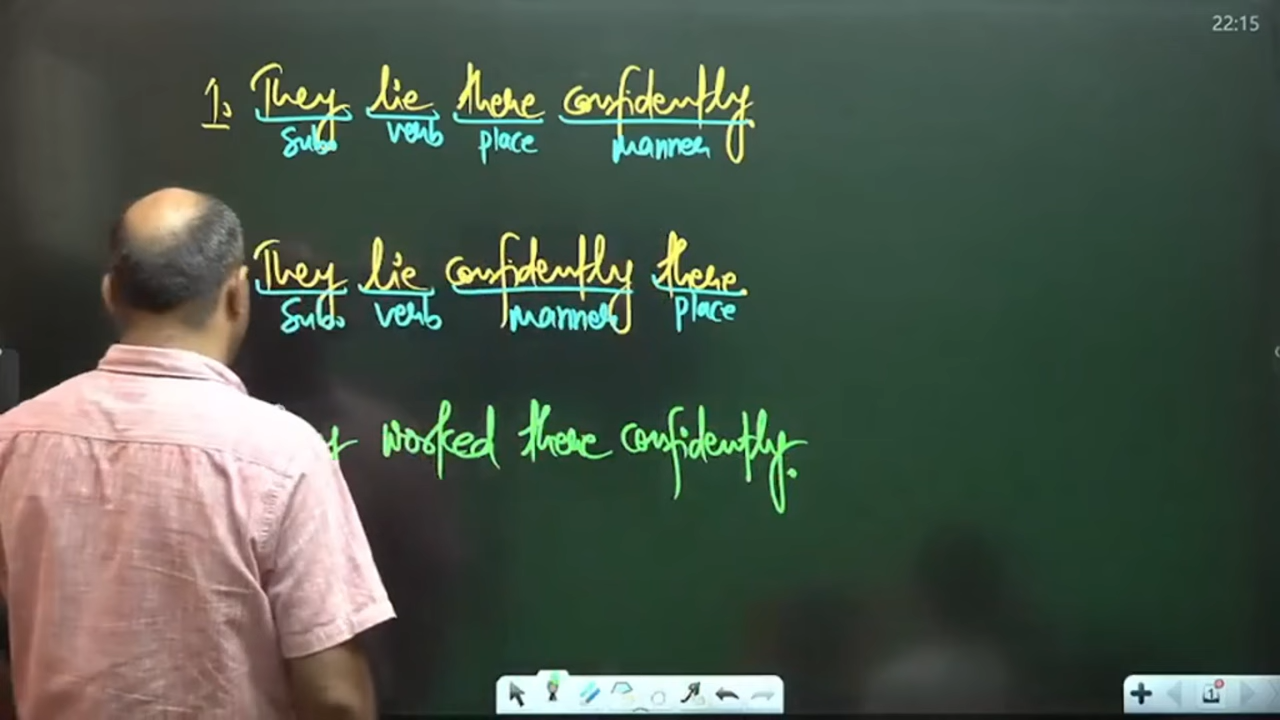 22:15
1. They lie there confidently.
Sub. verb place manner
They lie confidently there.
Sub. verb manner place
worked there confidently.
1